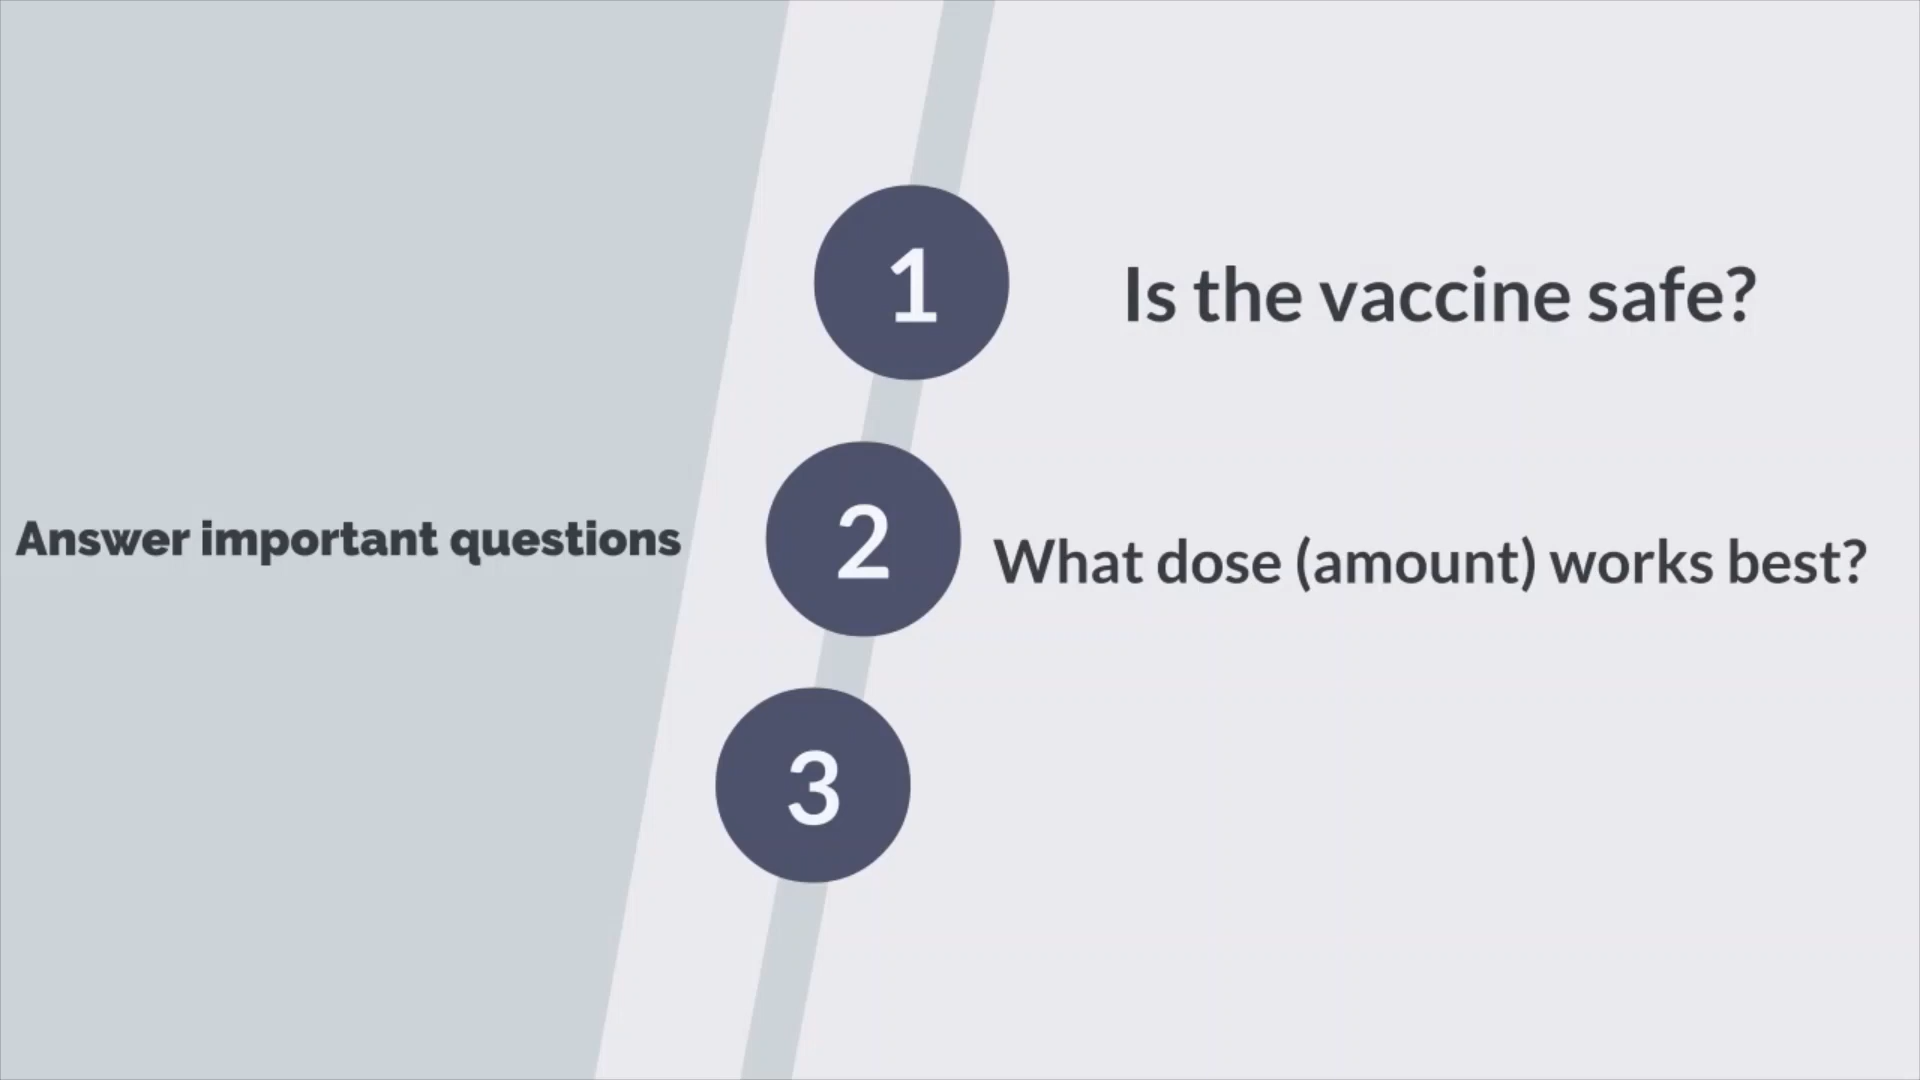 Answer important questions
1
Is the vaccine safe?
2
What dose (amount) works best?
3